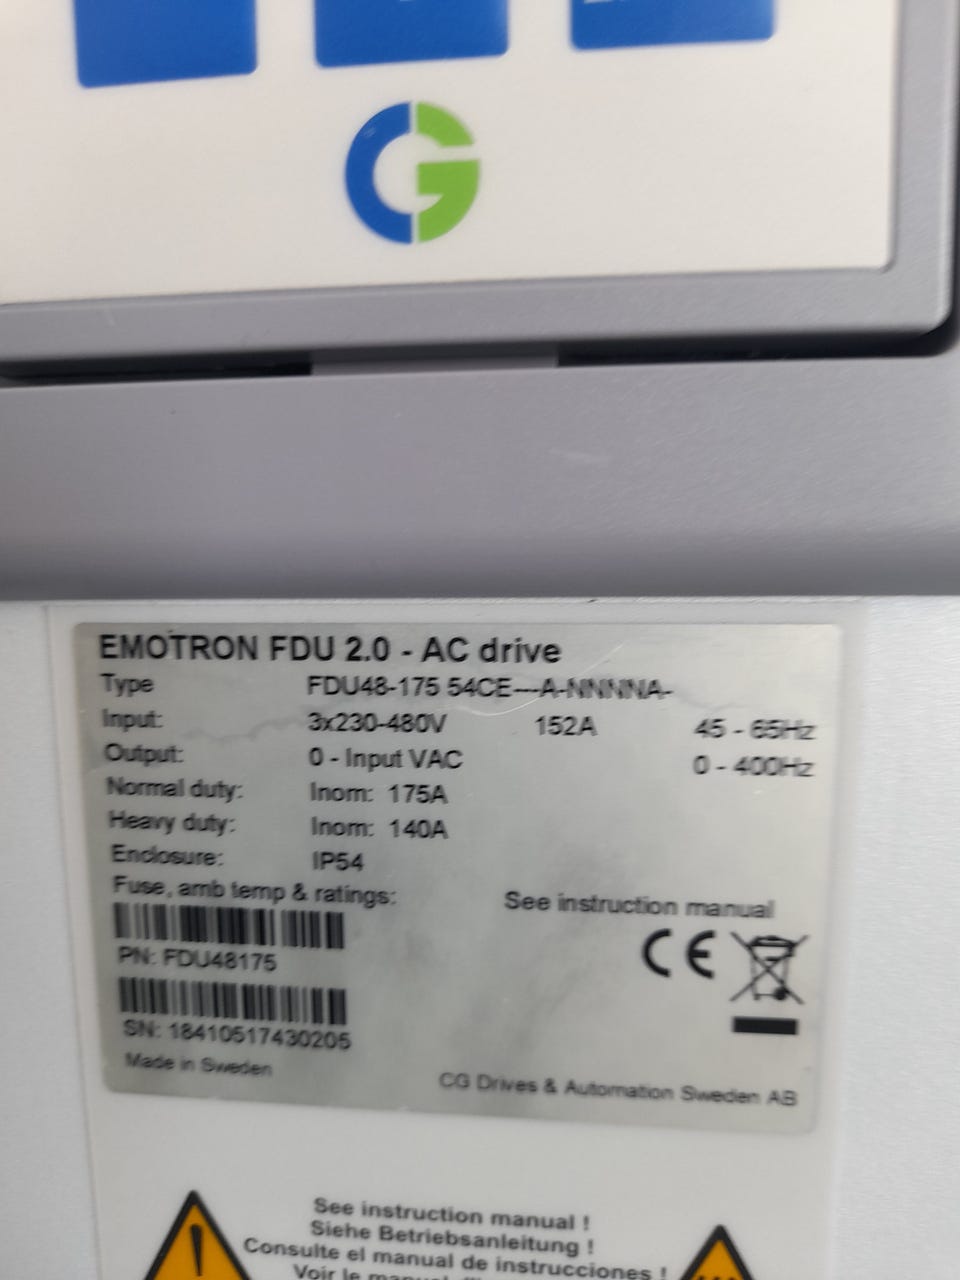 EMOTRON FDU 2.0 - AC drive
Type FDU48-175 54CE---A-NNNNA-
Input: 3x230-480V 152A 45 - 65Hz
Output: 0 - Input VAC 0 - 400Hz
Normal duty: Inom: 175A
Heavy duty: Inom: 140A
Enclosure: IP54
Fuse, amb temp & ratings: See instruction manual
CE
PN: FDU48175
SN: 18410517430205
Made in Sweden
CG Drives & Automation Sweden AB
See instruction manual !
Siehe Betriebsanleitung !
Consulte el manual de instrucciones !
Voir le